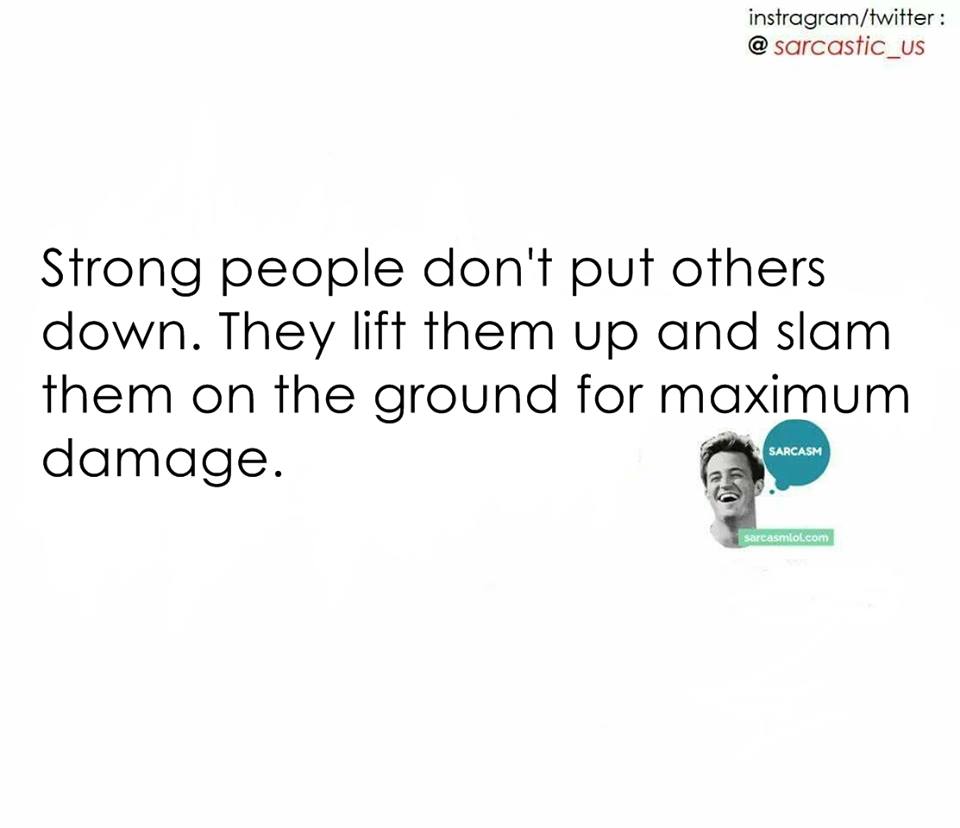 instragram/twitter :
@ sarcastic_us
Strong people don't put others
down. They lift them up and slam
them on the ground for maximum
damage.
SARCASM
sarcasmlol.com